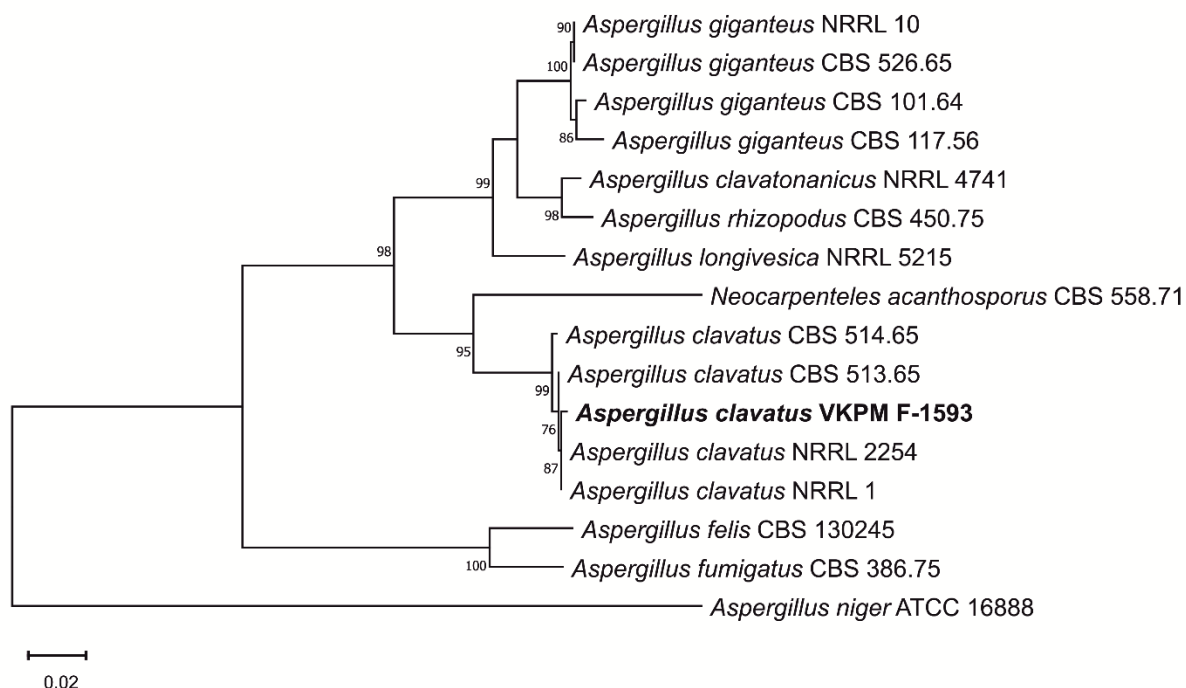 90
Aspergillus giganteus NRRL 10
100
Aspergillus giganteus CBS 526.65
Aspergillus giganteus CBS 101.64
86
Aspergillus giganteus CBS 117.56
99
Aspergillus clavatonanicus NRRL 4741
98
Aspergillus rhizopodus CBS 450.75
98
Aspergillus longivesica NRRL 5215
Neocarpenteles acanthosporus CBS 558.71
95
Aspergillus clavatus CBS 514.65
99
Aspergillus clavatus CBS 513.65
76
Aspergillus clavatus VKPM F-1593
87
Aspergillus clavatus NRRL 2254
Aspergillus clavatus NRRL 1
Aspergillus felis CBS 130245
100
Aspergillus fumigatus CBS 386.75
Aspergillus niger ATCC 16888
0.02